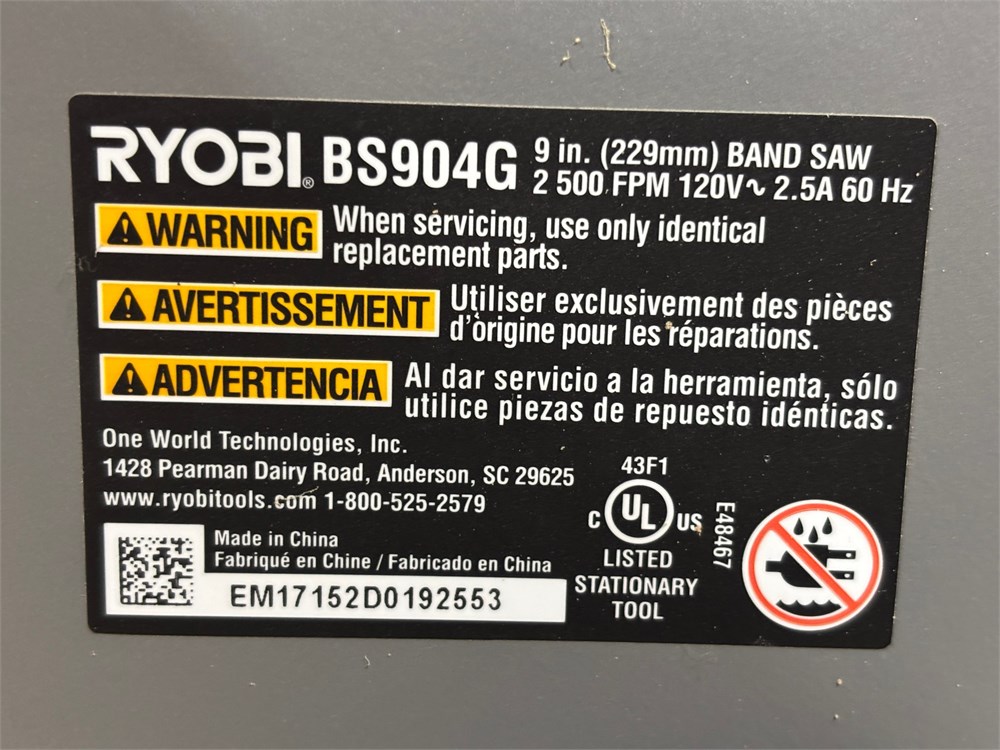 RYOBI® BS904G 9 in. (229mm) BAND SAW
2 500 FPM 120V∿ 2.5A 60 Hz
WARNING When servicing, use only identical
replacement parts.
AVERTISSEMENT Utiliser exclusivement des pièces
d'origine pour les réparations.
ADVERTENCIA Al dar servicio a la herramienta, sólo
utilice piezas de repuesto idénticas.
One World Technologies, Inc.
1428 Pearman Dairy Road, Anderson, SC 29625
www.ryobitools.com 1-800-525-2579
Made in China
Fabriqué en Chine / Fabricado en China
EM17152D0192553
43F1
C UL US
LISTED
STATIONARY
TOOL
E48467